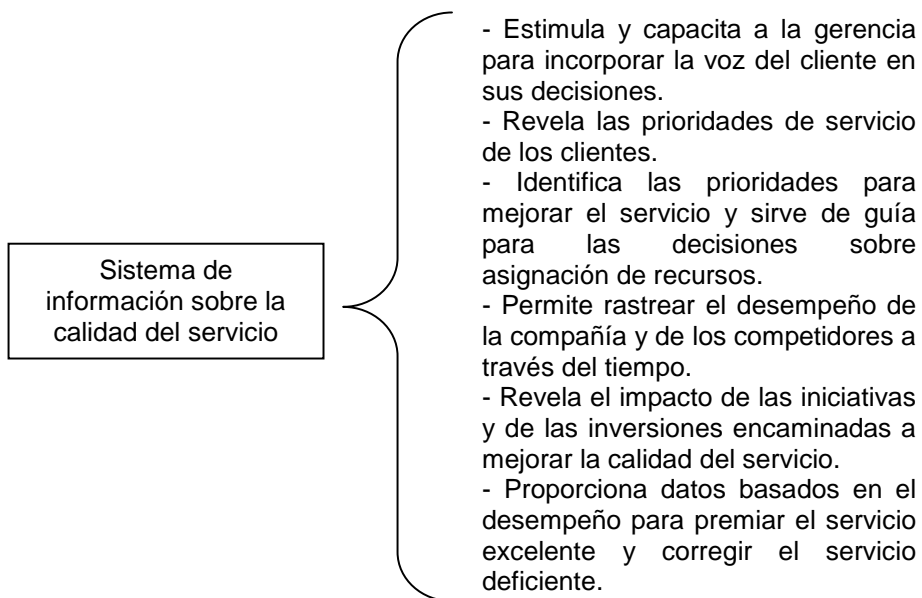 Sistema de
información sobre la
calidad del servicio
- Estimula y capacita a la gerencia
para incorporar la voz del cliente en
sus decisiones.
- Revela las prioridades de servicio
de los clientes.
- Identifica las prioridades para
mejorar el servicio y sirve de guía
para las decisiones sobre
asignación de recursos.
- Permite rastrear el desempeño de
la compañía y de los competidores a
través del tiempo.
- Revela el impacto de las iniciativas
y de las inversiones encaminadas a
mejorar la calidad del servicio.
- Proporciona datos basados en el
desempeño para premiar el servicio
excelente y corregir el servicio
deficiente.